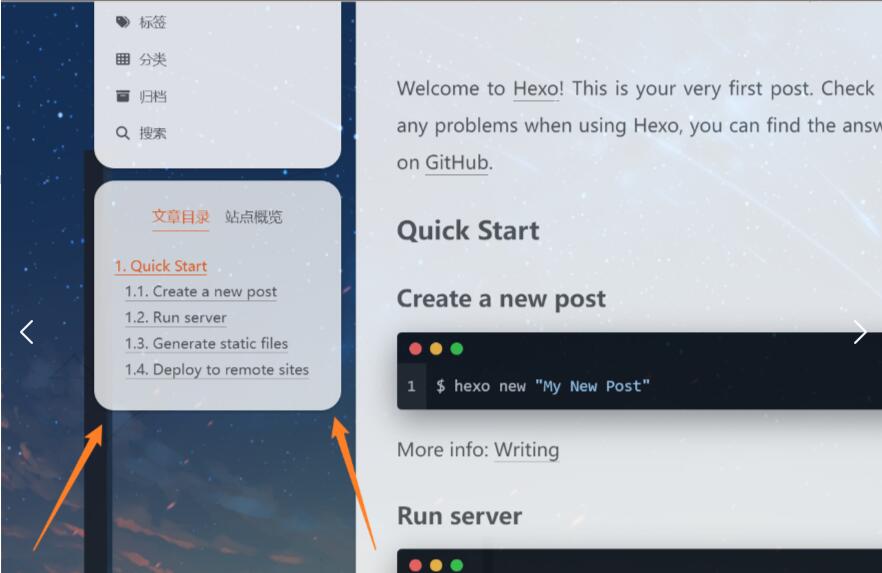 标签
分类
归档
搜索
文章目录 站点概览
1. Quick Start
1.1. Create a new post
1.2. Run server
1.3. Generate static files
1.4. Deploy to remote sites
Welcome to Hexo! This is your very first post. Check
any problems when using Hexo, you can find the answ
on GitHub.
Quick Start
Create a new post
1 $ hexo new "My New Post"
More info: Writing
Run server